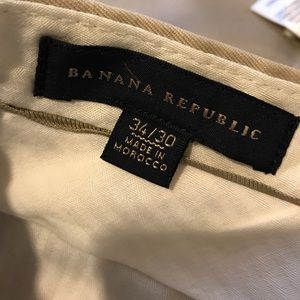 BANANA REPUBLIC
34/30
MADE IN
MOROCCO